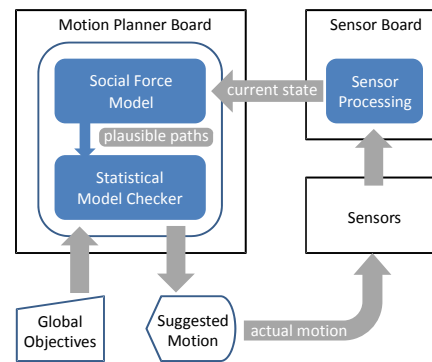 Motion Planner Board
Sensor Board
Social Force
Model
current state
Sensor
Processing
plausible paths
Statistical
Model Checker
Sensors
Global
Objectives
Suggested
Motion
actual motion